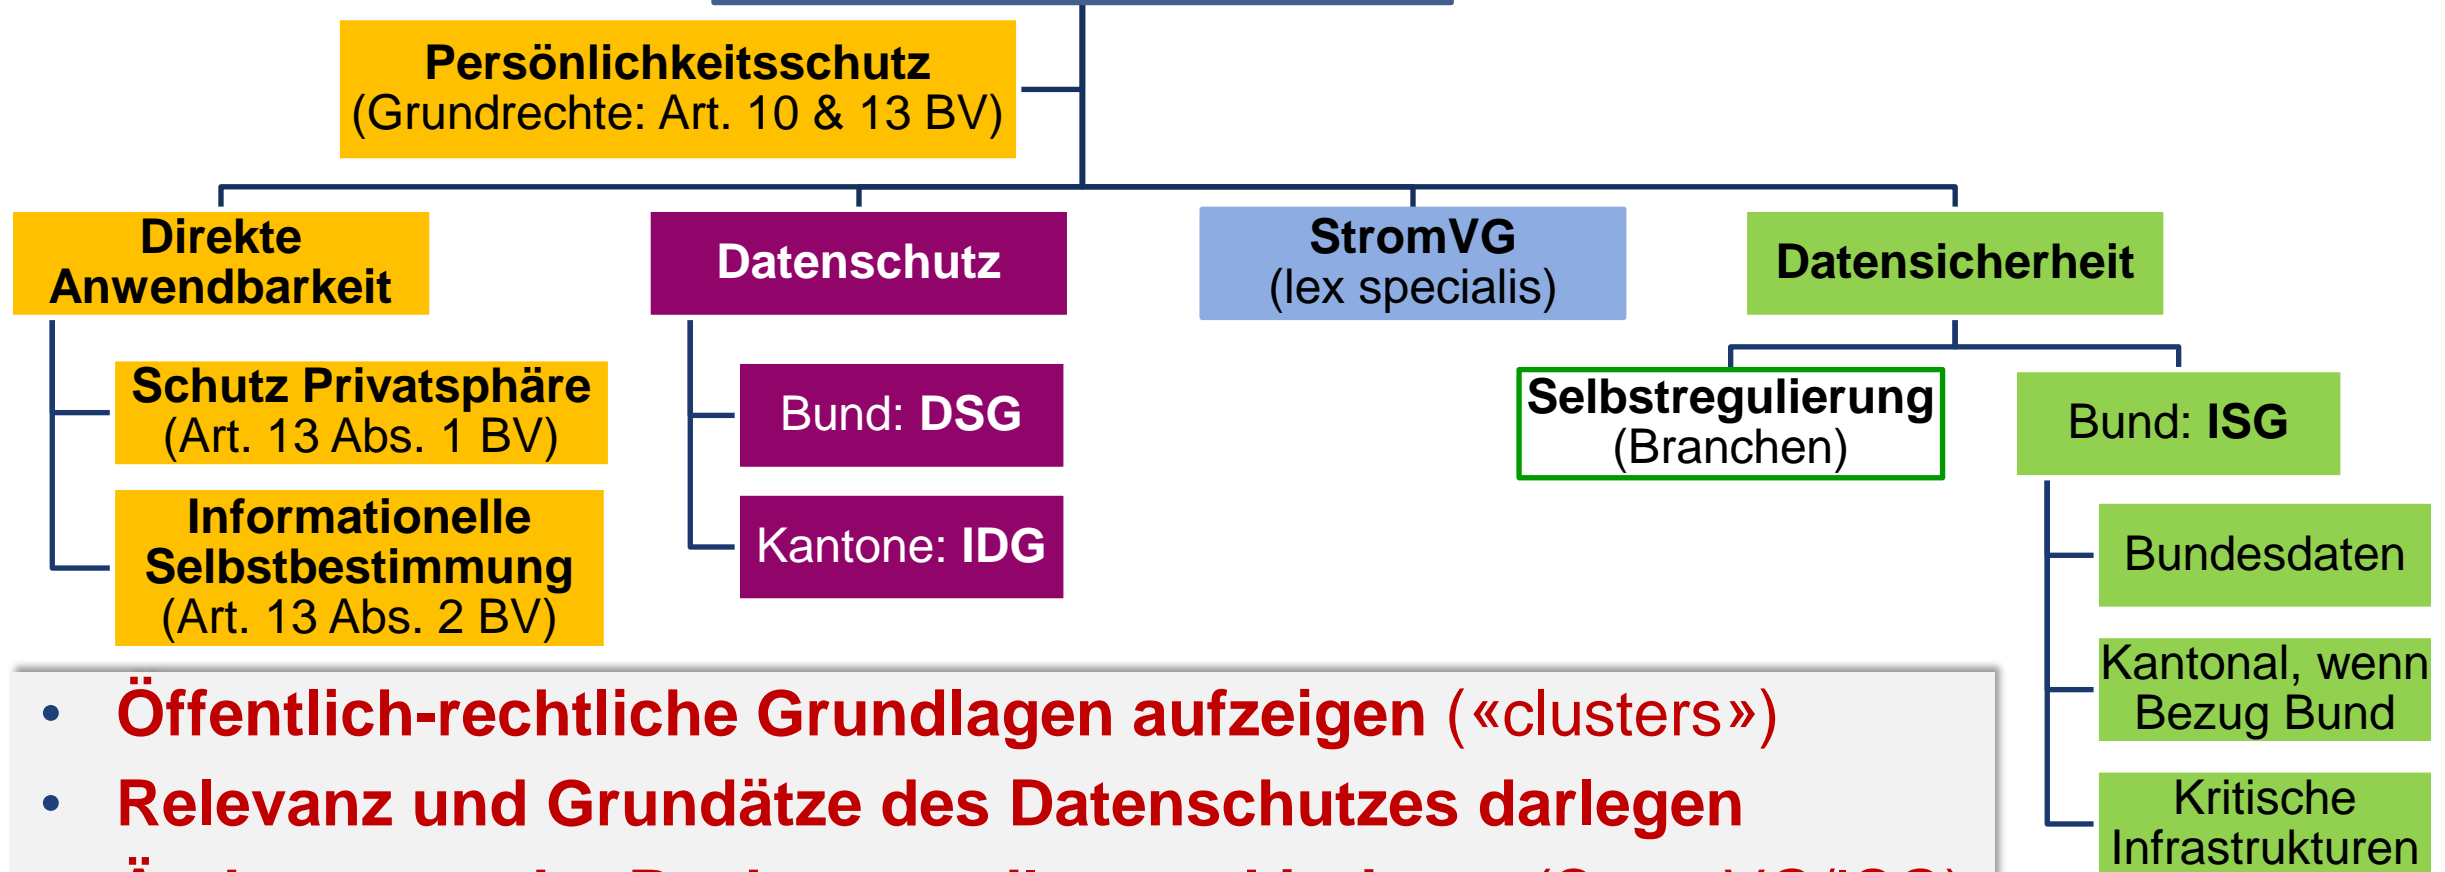 Persönlichkeitsschutz
(Grundrechte: Art. 10 & 13 BV)
Direkte
Anwendbarkeit
Schutz Privatsphäre
(Art. 13 Abs. 1 BV)
Informationelle
Selbstbestimmung
(Art. 13 Abs. 2 BV)
Datenschutz
Bund: DSG
Kantone: IDG
StromVG
(lex specialis)
Datensicherheit
Selbstregulierung
(Branchen)
Bund: ISG
Bundesdaten
Kantonal, wenn
Bezug Bund
Kritische
Infrastrukturen
• Öffentlich-rechtliche Grundlagen aufzeigen («clusters»)
• Relevanz und Grundätze des Datenschutzes darlegen